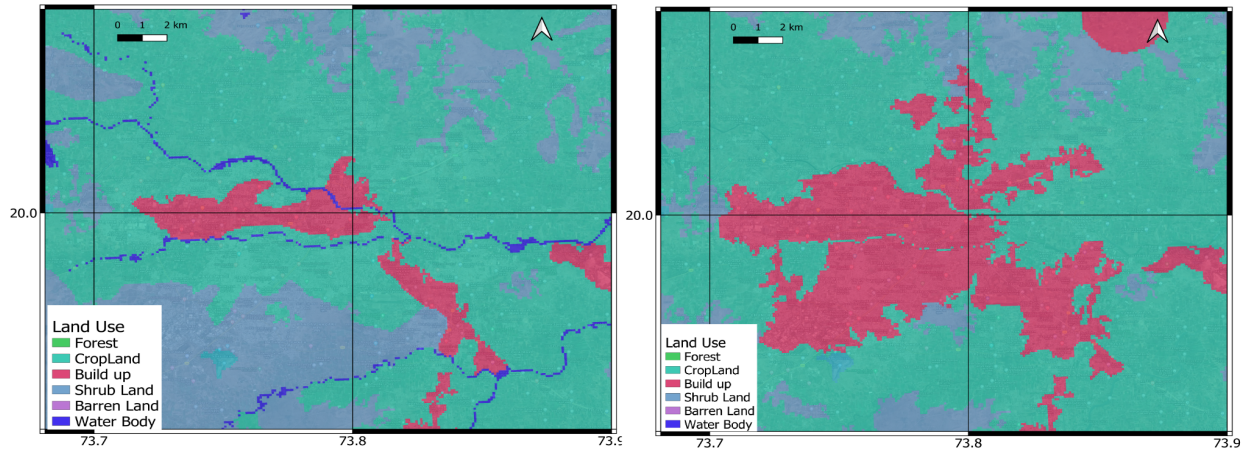 0 1 2 km
20.0
Land Use
Forest
CropLand
Build up
Shrub Land
Barren Land
Water Body
73.7 73.8 73.9
0 1 2 km
20.0
Land Use
Forest
CropLand
Build up
Shrub Land
Barren Land
Water Body
73.7 73.8 73.9